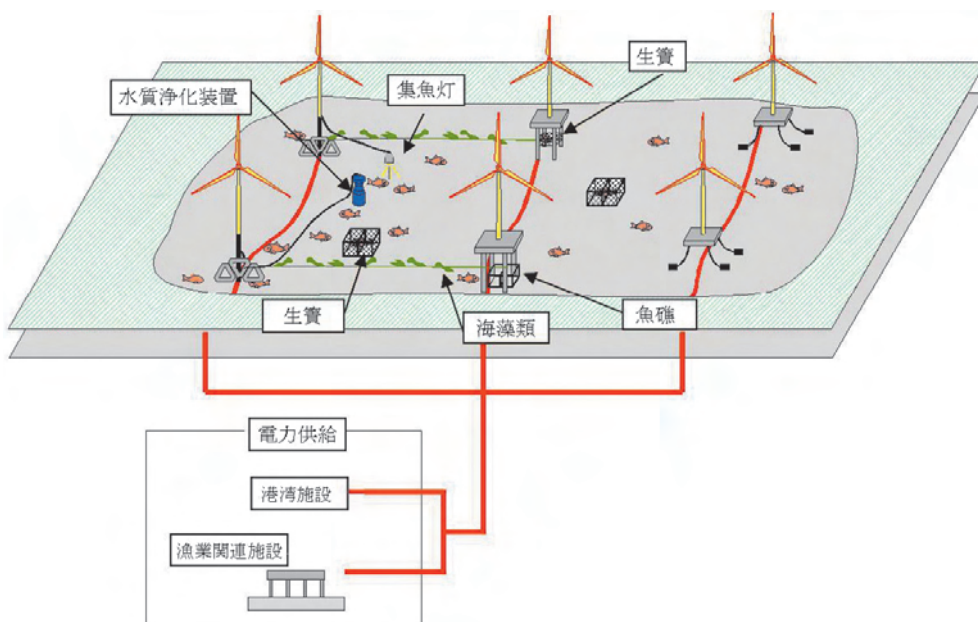 生簀
集魚灯
水質浄化装置
生簀
海藻類
魚礁
電力供給
港湾施設
漁業関連施設